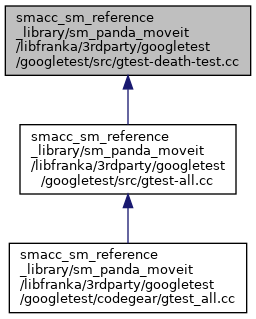 smacc_sm_reference
_library/sm_panda_moveit
/libfranka/3rdparty/googletest
/googletest/src/gtest-death-test.cc
smacc_sm_reference
_library/sm_panda_moveit
/libfranka/3rdparty/googletest
/googletest/src/gtest-all.cc
smacc_sm_reference
_library/sm_panda_moveit
/libfranka/3rdparty/googletest
/googletest/codegear/gtest_all.cc